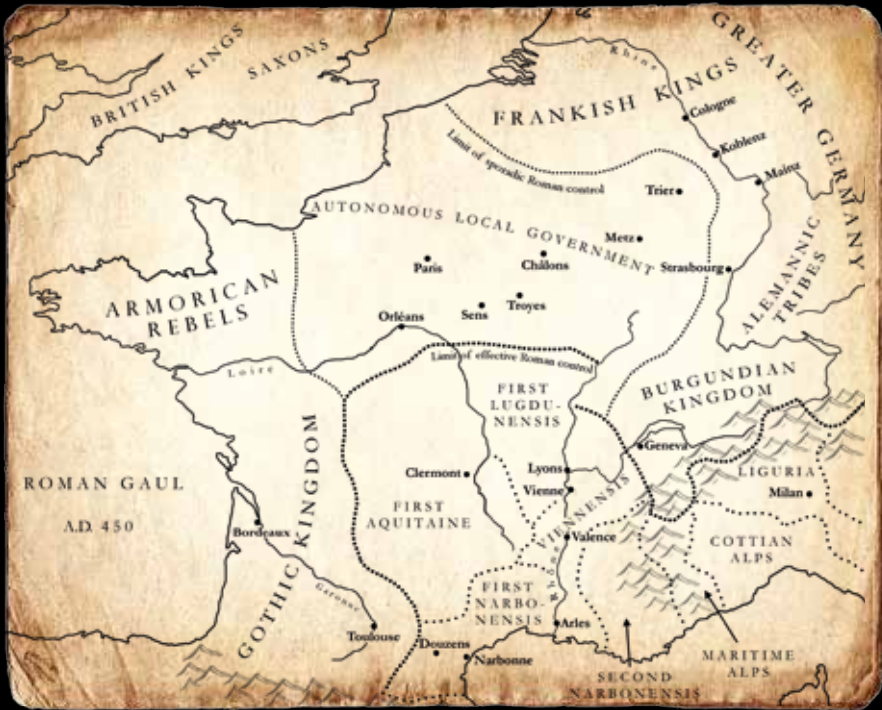 BRITISH KINGS
SAXONS
GREATER GERMANY
Rhine
FRANKISH KINGS
Cologne
Koblenz
Mainz
Limit of sporadic Roman control
Trier
AUTONOMOUS LOCAL GOVERNMENT
Metz
Paris
Châlons
Strasbourg
ALEMANNIC
TRIBES
ARMORICAN
REBELS
Sens
Troyes
Orléans
Limit of effective Roman control
Loire
FIRST
LUGDU-
NENSIS
BURGUNDIAN
KINGDOM
Geneva
ROMAN GAUL
A.D. 450
GOTHIC KINGDOM
Clermont
Lyons
Vienne
LIGURIA
Milan
FIRST
AQUITAINE
VIENNENSIS
Bordeaux
Valence
COTTIAN
ALPS
Garonne
Rhône
FIRST
NARBO-
NENSIS
Toulouse
Arles
Douzens
Narbonne
MARITIME
ALPS
SECOND
NARBONENSIS